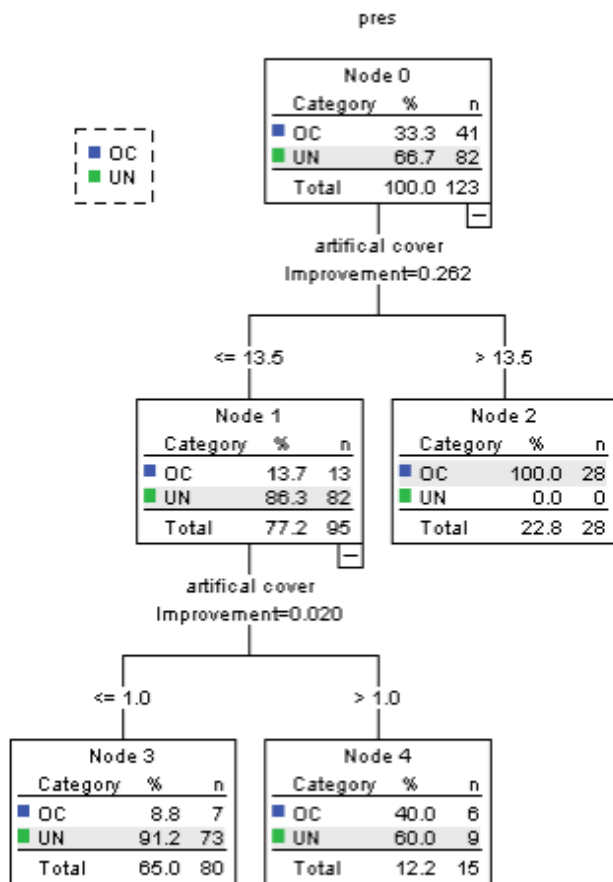 pres
Node 0
Category % n
OC 33.3 41
UN 66.7 82
Total 100.0 123
OC
UN
artifical cover
Improvement=0.262
<= 13.5 > 13.5
Node 1
Category % n
OC 13.7 13
UN 86.3 82
Total 77.2 95
Node 2
Category % n
OC 100.0 28
UN 0.0 0
Total 22.8 28
artifical cover
Improvement=0.020
<= 1.0 > 1.0
Node 3
Category % n
OC 8.8 7
UN 91.2 73
Total 65.0 80
Node 4
Category % n
OC 40.0 6
UN 60.0 9
Total 12.2 15